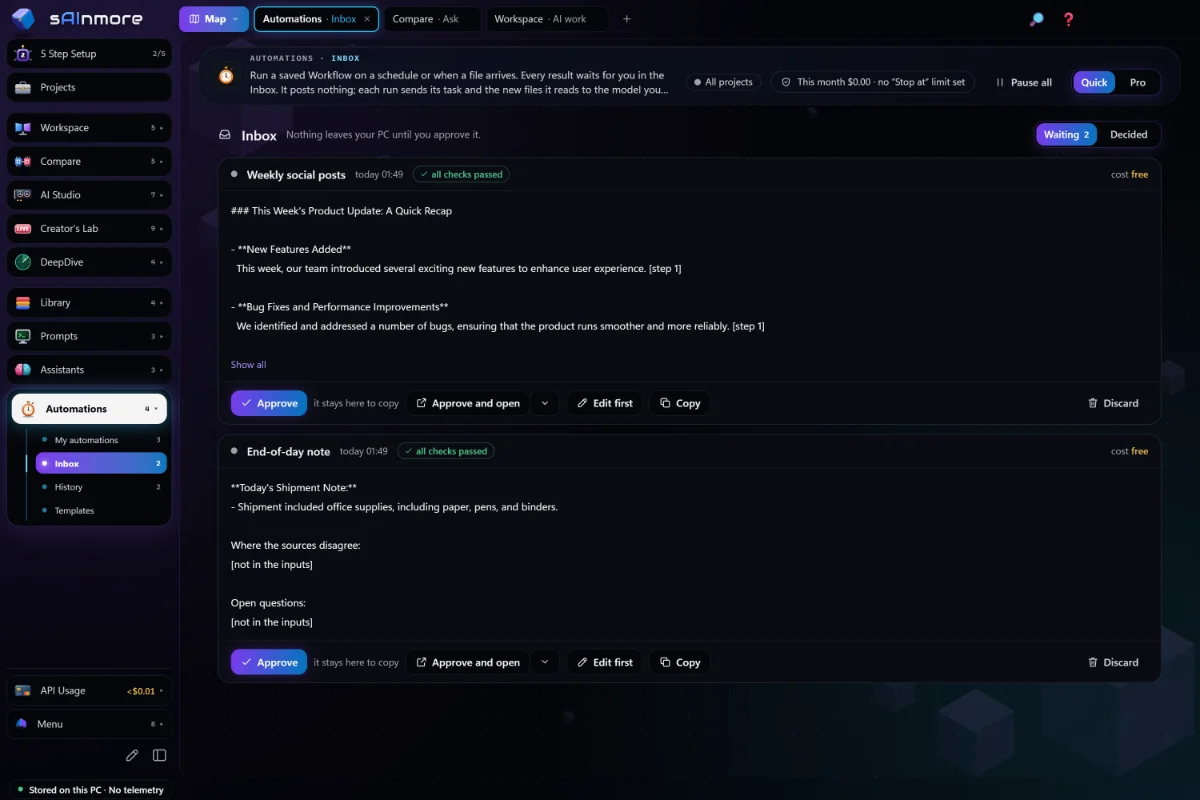 sAInmore
Map
Automations · Inbox ×
Compare · Ask
Workspace · AI work
+
?
5 Step Setup 2/5
Projects
Workspace 5
Compare 5
AI Studio 7
LIVE Creator's Lab 9
DeepDive 4
Library 4
Prompts 3
Assistants 3
Automations 4
My automations 3
Inbox 2
History 2
Templates
API Usage <$0.01
Menu 8
Stored on this PC · No telemetry
AUTOMATIONS · INBOX
Run a saved Workflow on a schedule or when a file arrives. Every result waits for you in the
Inbox. It posts nothing; each run sends its task and the new files it reads to the model you...
All projects
This month $0.00 · no "Stop at" limit set
Pause all
Quick
Pro
Inbox Nothing leaves your PC until you approve it.
Waiting 2
Decided
Weekly social posts today 01:49 ✓ all checks passed
cost free
### This Week's Product Update: A Quick Recap
- **New Features Added**
This week, our team introduced several exciting new features to enhance user experience. [step 1]
- **Bug Fixes and Performance Improvements**
We identified and addressed a number of bugs, ensuring that the product runs smoother and more reliably. [step 1]
Show all
✓ Approve it stays here to copy Approve and open Edit first Copy Discard
End-of-day note today 01:49 ✓ all checks passed
cost free
**Today's Shipment Note:**
- Shipment included office supplies, including paper, pens, and binders.
Where the sources disagree:
[not in the inputs]
Open questions:
[not in the inputs]
✓ Approve it stays here to copy Approve and open Edit first Copy Discard